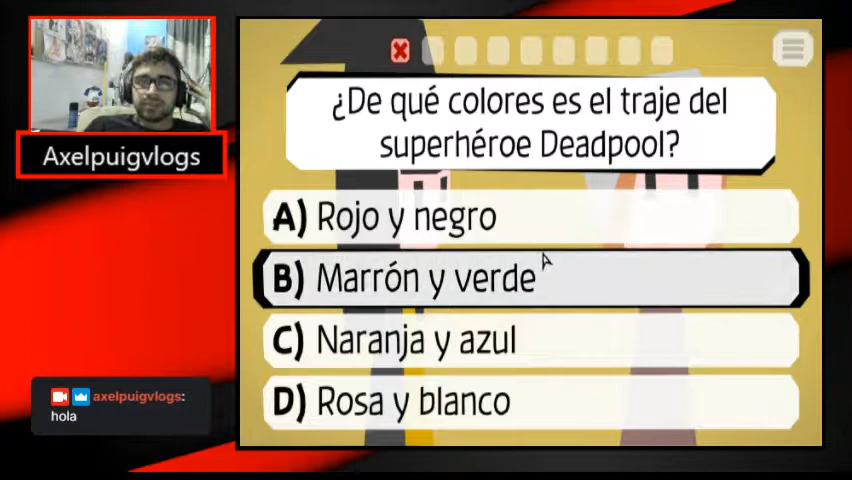 Axelpuigvlogs
axelpuigvlogs:
hola
¿De qué colores es el traje del
superhéroe Deadpool?
A) Rojo y negro
B) Marrón y verde
C) Naranja y azul
D) Rosa y blanco